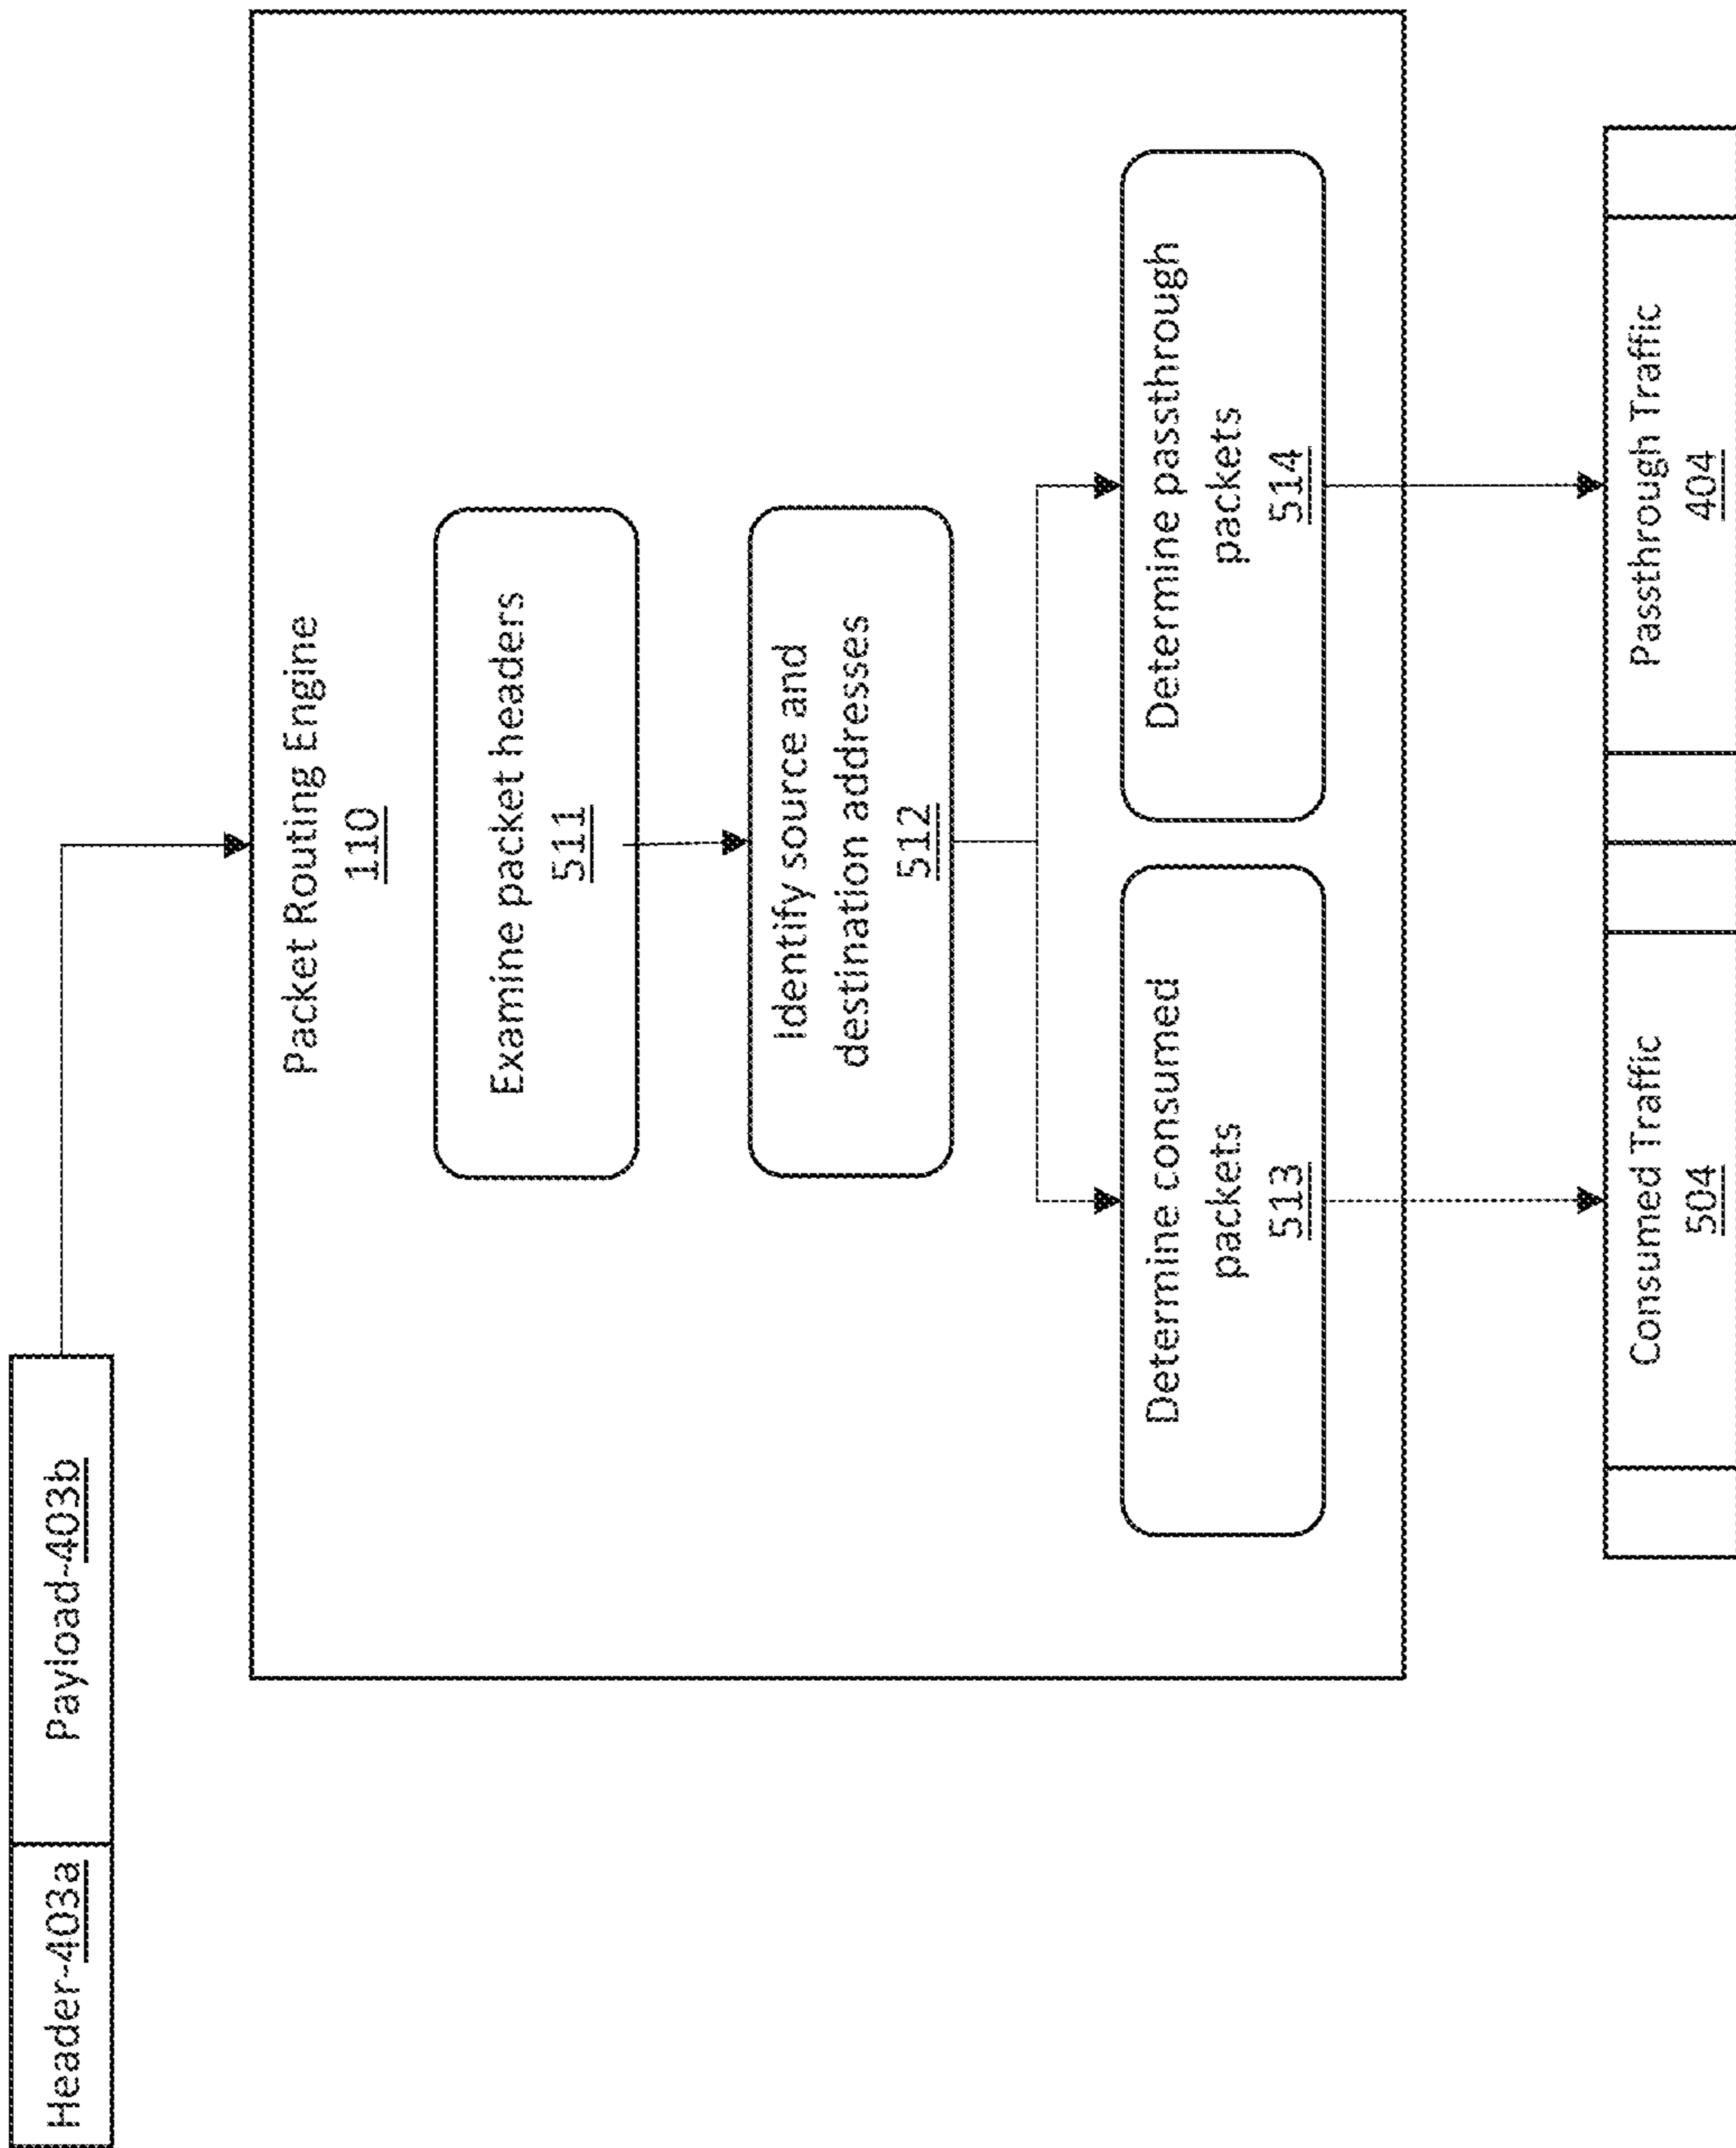 Header-403a
Payload-403b
Packet Routing Engine
110
Examine packet headers
511
Identify source and
destination addresses
512
Determine consumed
packets
513
Determine passthrough
packets
514
Consumed Traffic
504
Passthrough Traffic
404